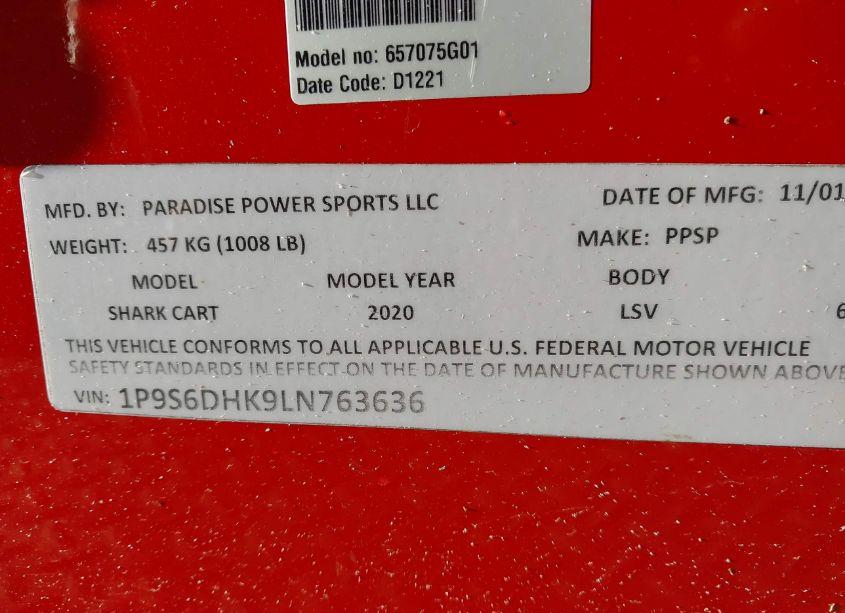 Model no: 657075G01
Date Code: D1221
MFD. BY: PARADISE POWER SPORTS LLC DATE OF MFG: 11/01
WEIGHT: 457 KG (1008 LB) MAKE: PPSP
MODEL MODEL YEAR BODY
SHARK CART 2020 LSV 6
THIS VEHICLE CONFORMS TO ALL APPLICABLE U.S. FEDERAL MOTOR VEHICLE
SAFETY STANDARDS IN EFFECT ON THE DATE OF MANUFACTURE SHOWN ABOVE
VIN: 1P9S6DHK9LN763636